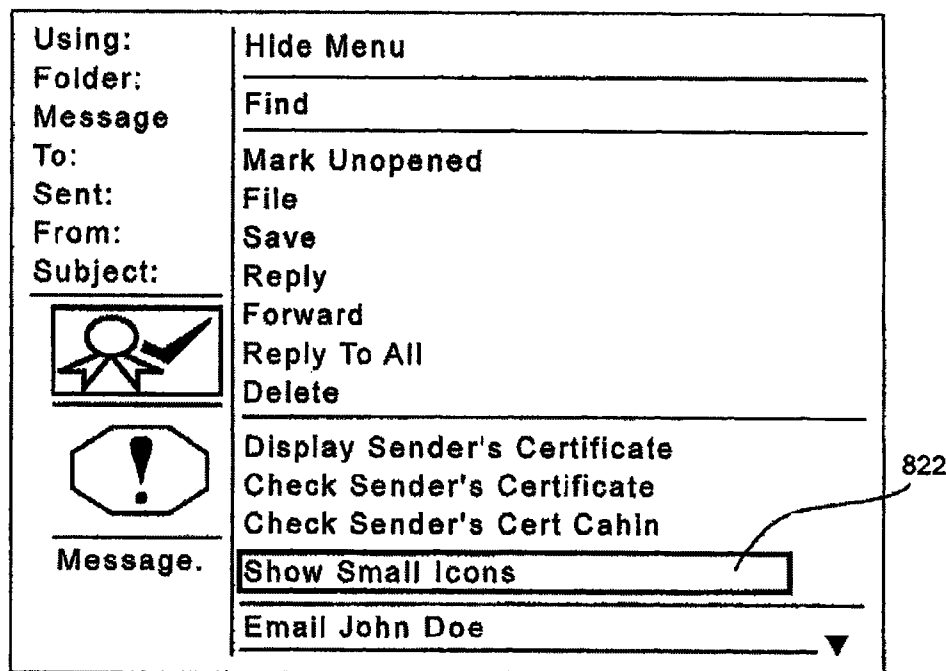 Using:
Folder:
Message
To:
Sent:
From:
Subject:
Message.
Hide Menu
Find
Mark Unopened
File
Save
Reply
Forward
Reply To All
Delete
Display Sender's Certificate
Check Sender's Certificate
Check Sender's Cert Cahin
Show Small Icons
Email John Doe
822